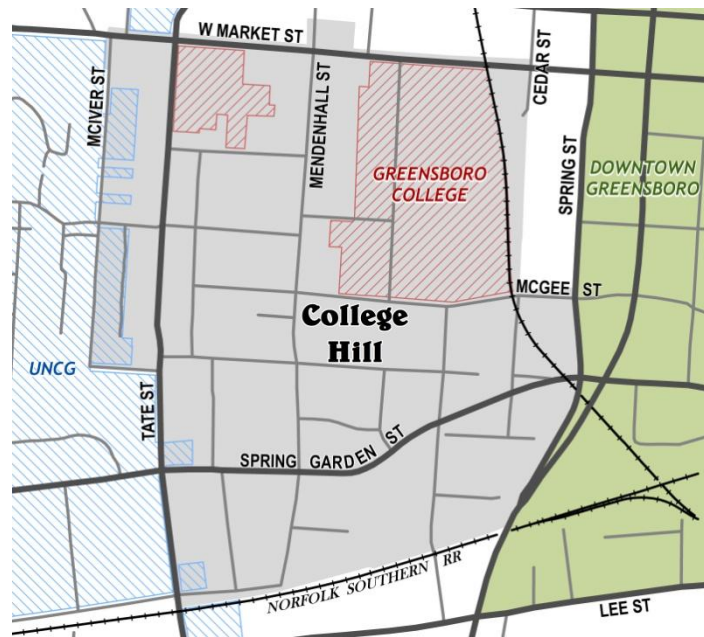 W MARKET ST
MCIVER ST
MENDENHALL ST
CEDAR ST
SPRING ST
GREENSBORO
COLLEGE
DOWNTOWN
GREENSBORO
MCGEE ST
College
Hill
UNCG
TATE ST
SPRING GARDEN ST
NORFOLK SOUTHERN RR
LEE ST